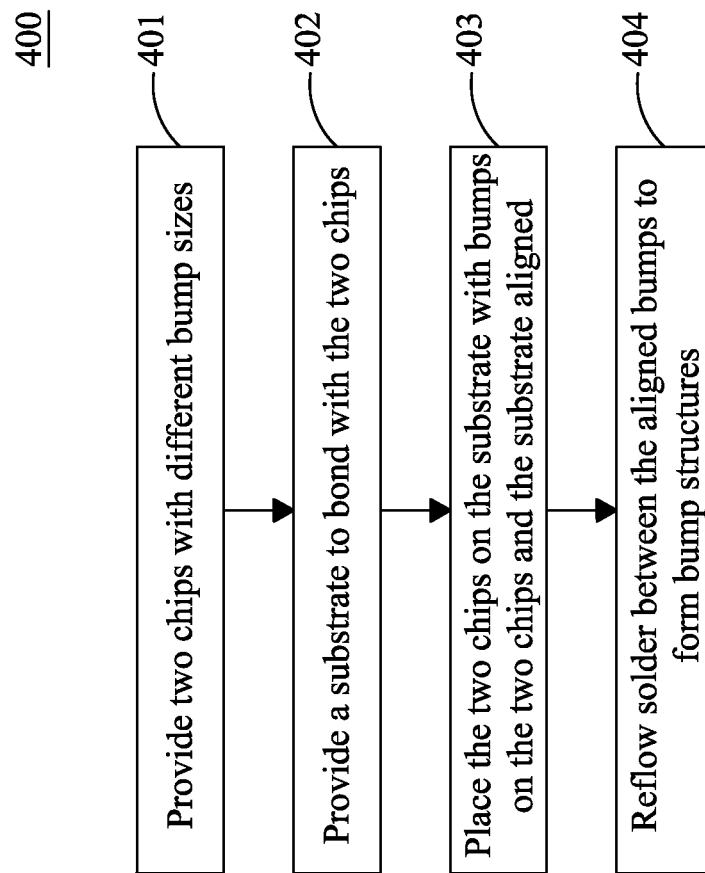 400
401
Provide two chips with different bump sizes
402
Provide a substrate to bond with the two chips
403
Place the two chips on the substrate with bumps
on the two chips and the substrate aligned
404
Reflow solder between the aligned bumps to
form bump structures